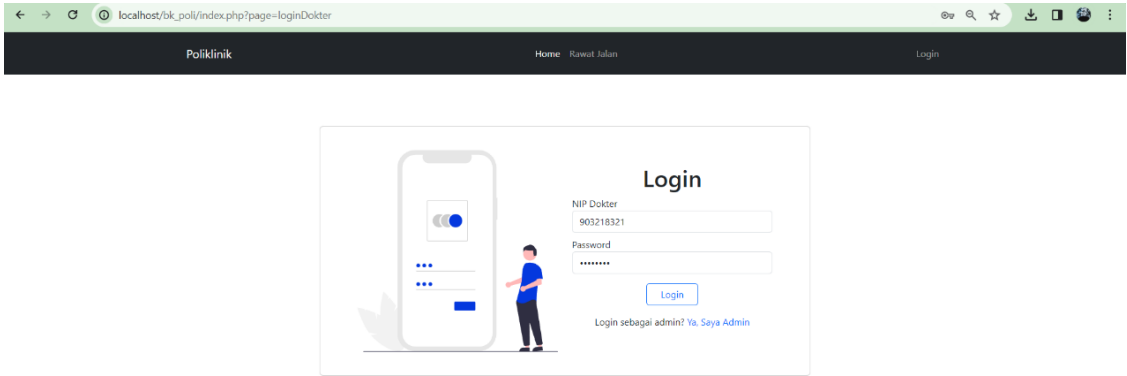 localhost/bk_poli/index.php?page=loginDokter
Poliklinik Home Rawat Jalan Login
Login
NIP Dokter
903218321
Password
••••••••
Login
Login sebagai admin? Ya, Saya Admin